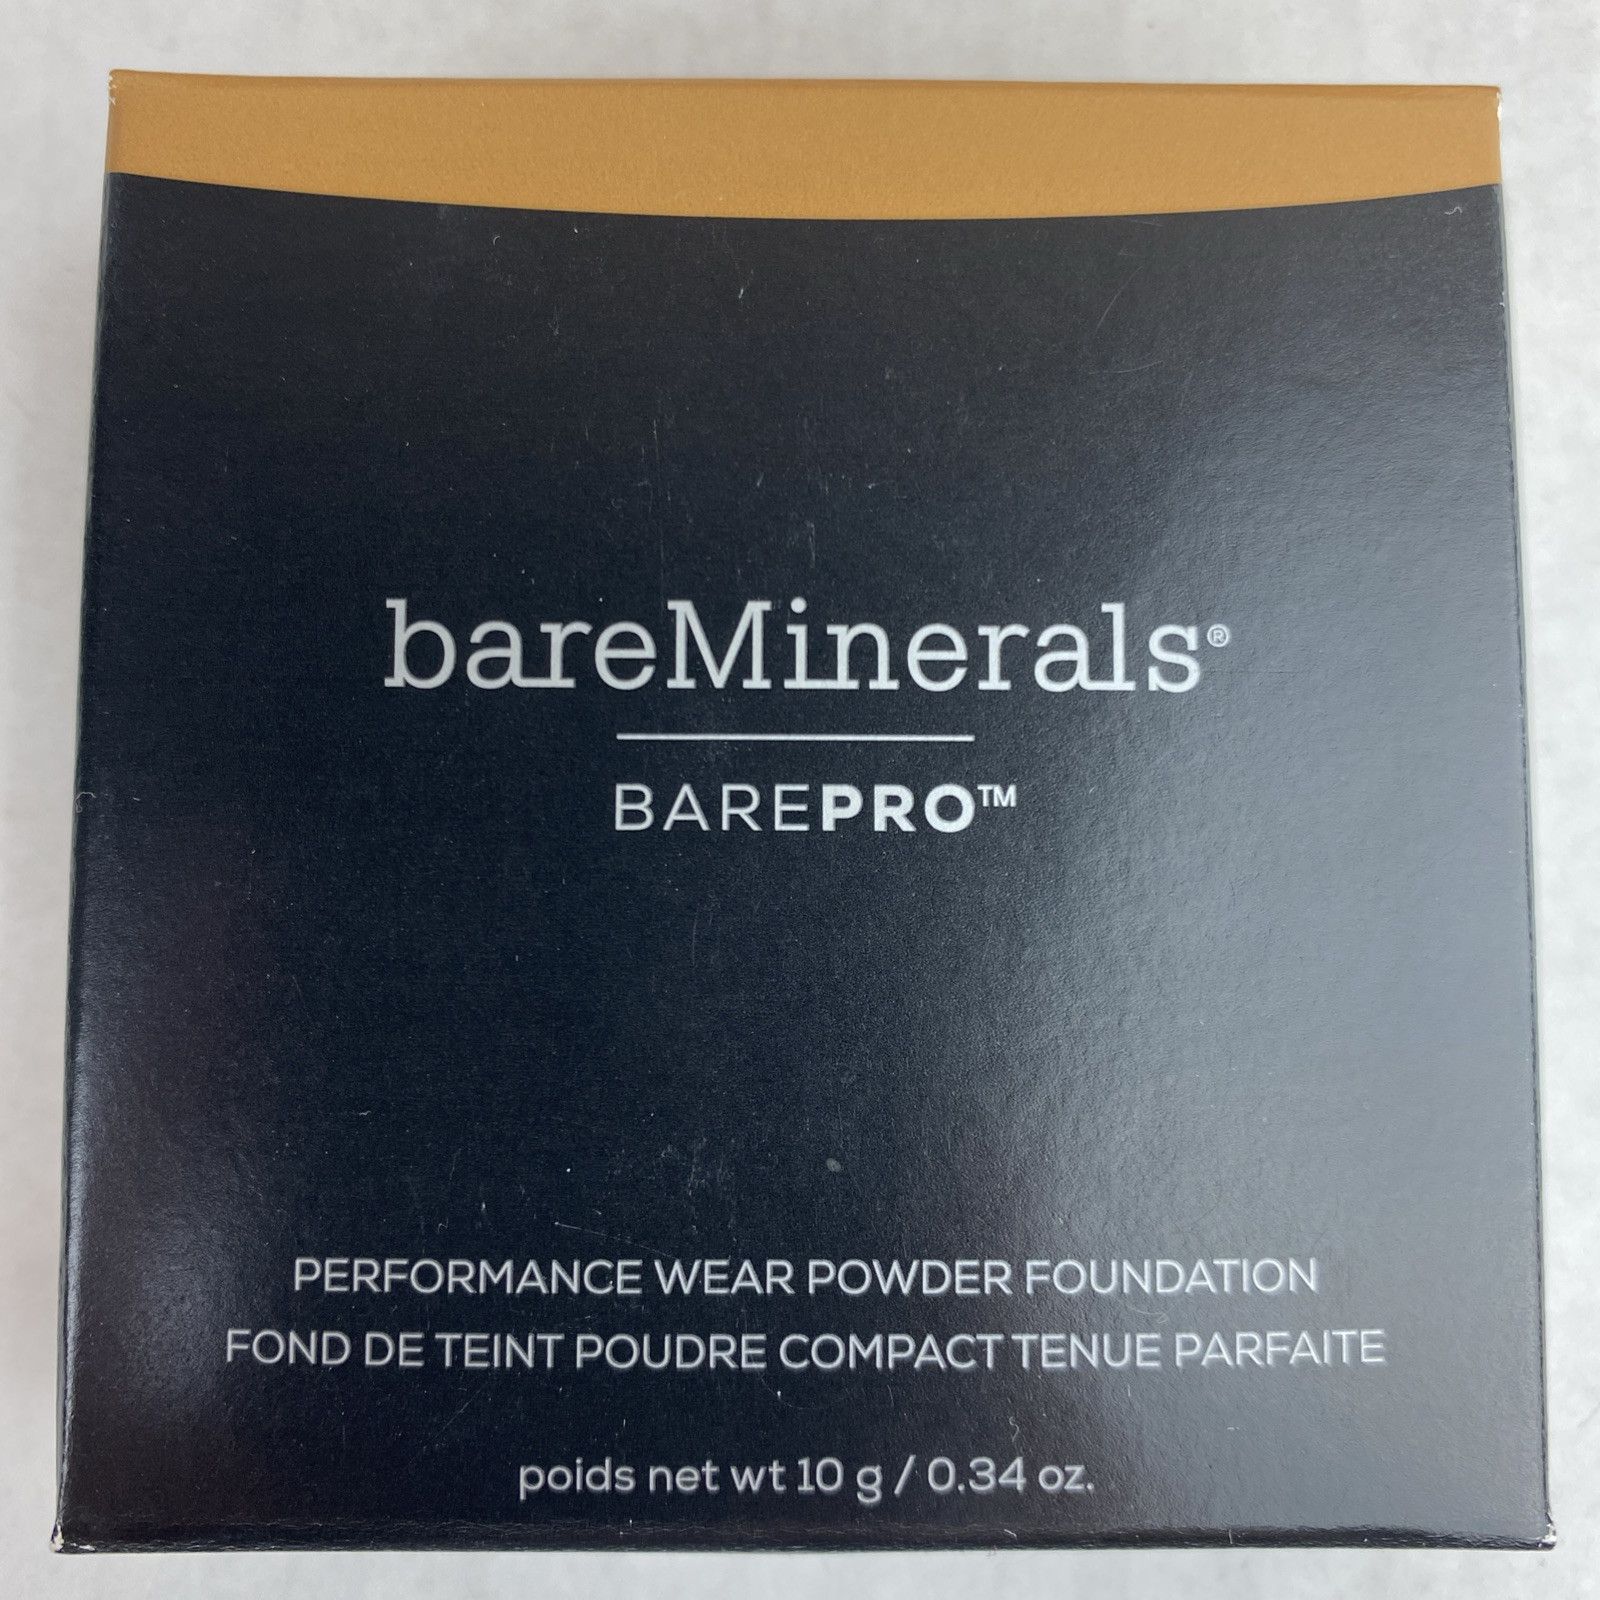 bareMinerals®
BAREPRO™
PERFORMANCE WEAR POWDER FOUNDATION
FOND DE TEINT POUDRE COMPACT TENUE PARFAITE
poids net wt 10 g / 0.34 oz.